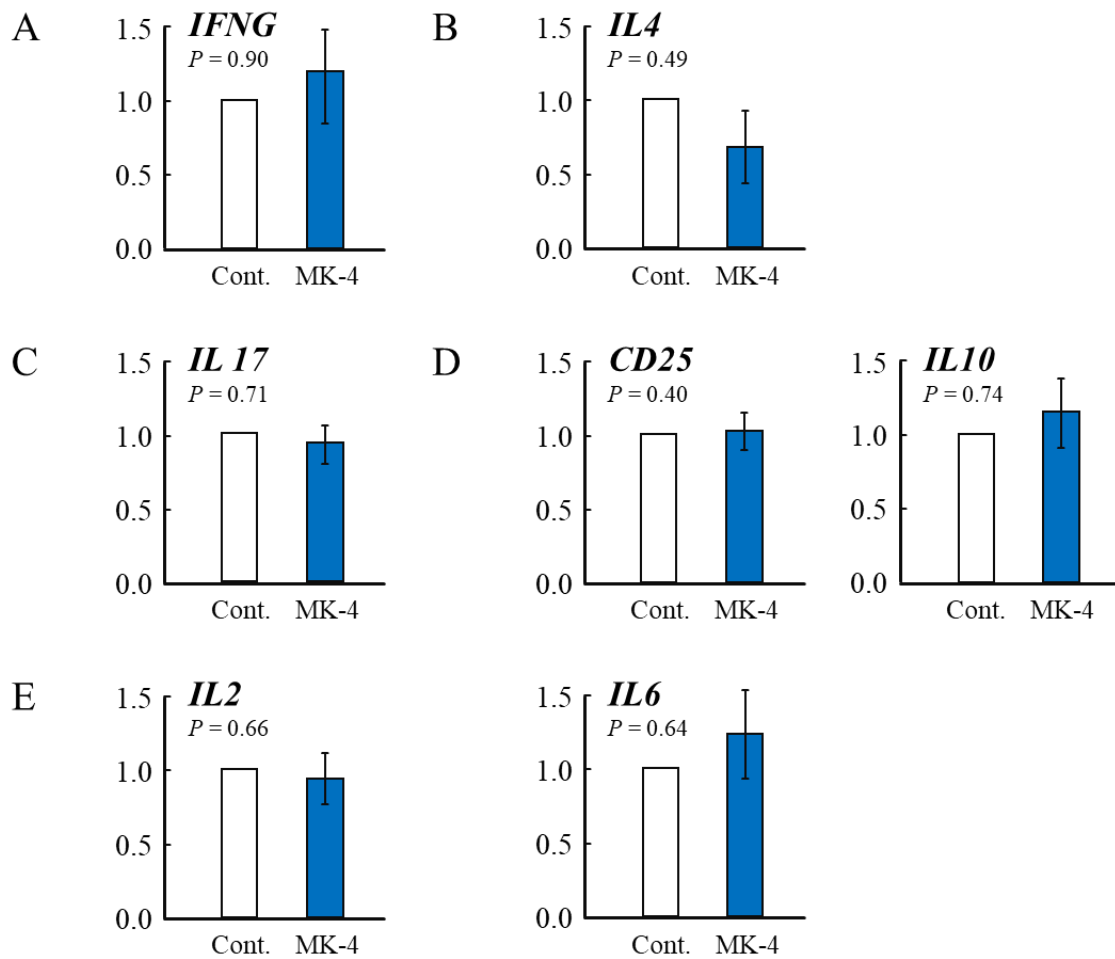 A
IFNG
P = 0.90
1.5
1.0
0.5
0.0
Cont. MK-4
B
IL4
P = 0.49
1.5
1.0
0.5
0.0
Cont. MK-4
C
IL 17
P = 0.71
1.5
1.0
0.5
0.0
Cont. MK-4
D
CD25
P = 0.40
1.5
1.0
0.5
0.0
Cont. MK-4
IL10
P = 0.74
1.5
1.0
0.5
0.0
Cont. MK-4
E
IL2
P = 0.66
1.5
1.0
0.5
0.0
Cont. MK-4
IL6
P = 0.64
1.5
1.0
0.5
0.0
Cont. MK-4